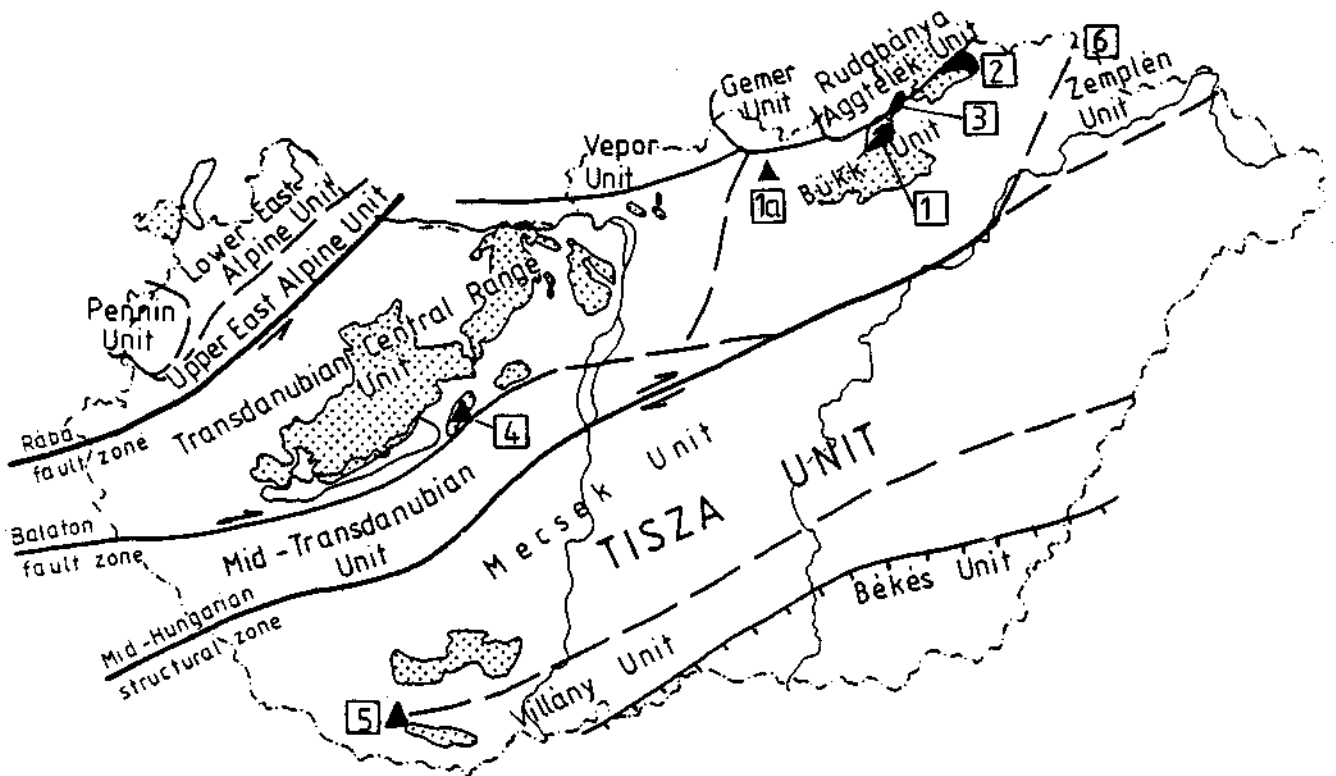 6
Zemplén
Unit
2
Rudabánya
Aggtelek Unit
Gemer
Unit
3
Vepor
Unit
Bükk Unit
1a
1
Lower East
Alpine Unit
Upper East Alpine Unit
Pennin
Unit
Transdanubian Central Range
Unit
4
Rába
fault zone
Balaton
fault zone
Mid-Transdanubian
Unit
Mecsek Unit
TISZA UNIT
Mid-Hungarian
structural zone
Békés Unit
Villány Unit
5